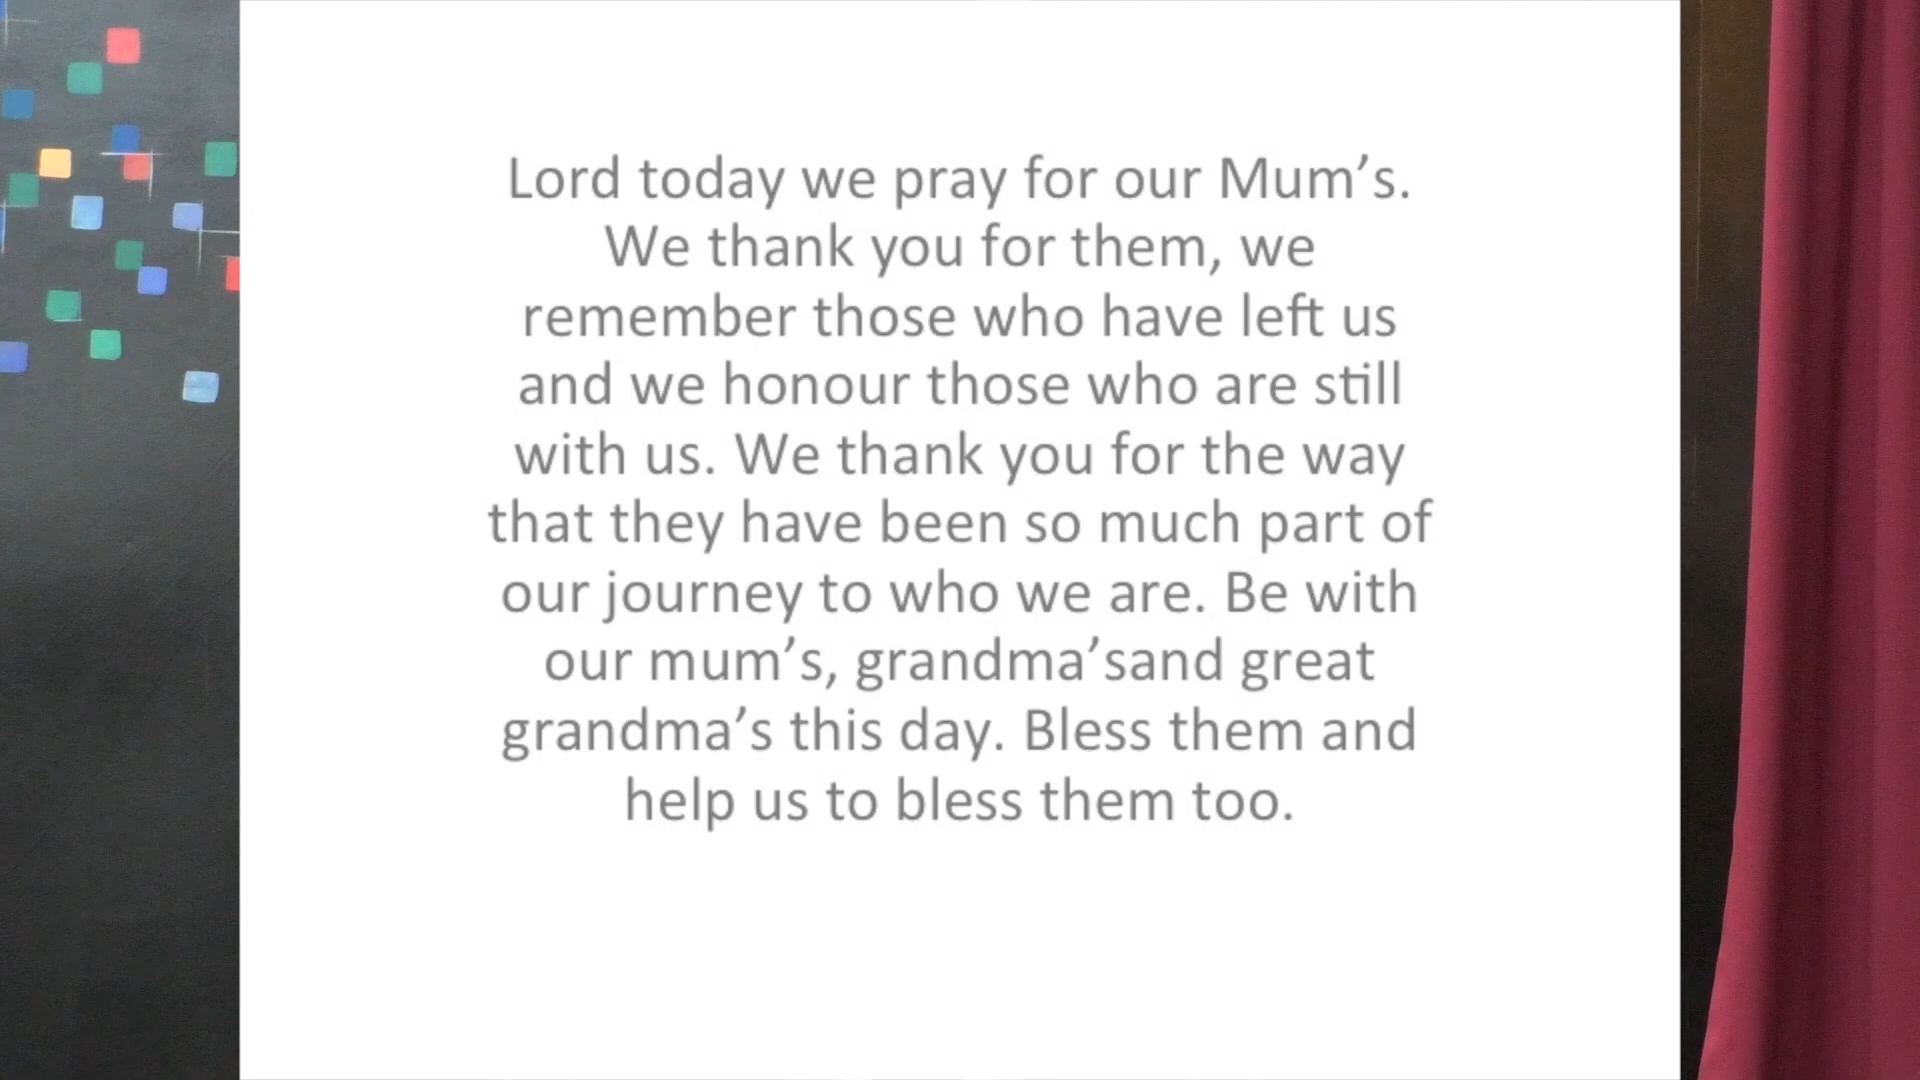 Lord today we pray for our Mum’s.
We thank you for them, we
remember those who have left us
and we honour those who are still
with us. We thank you for the way
that they have been so much part of
our journey to who we are. Be with
our mum’s, grandma’sand great
grandma’s this day. Bless them and
help us to bless them too.